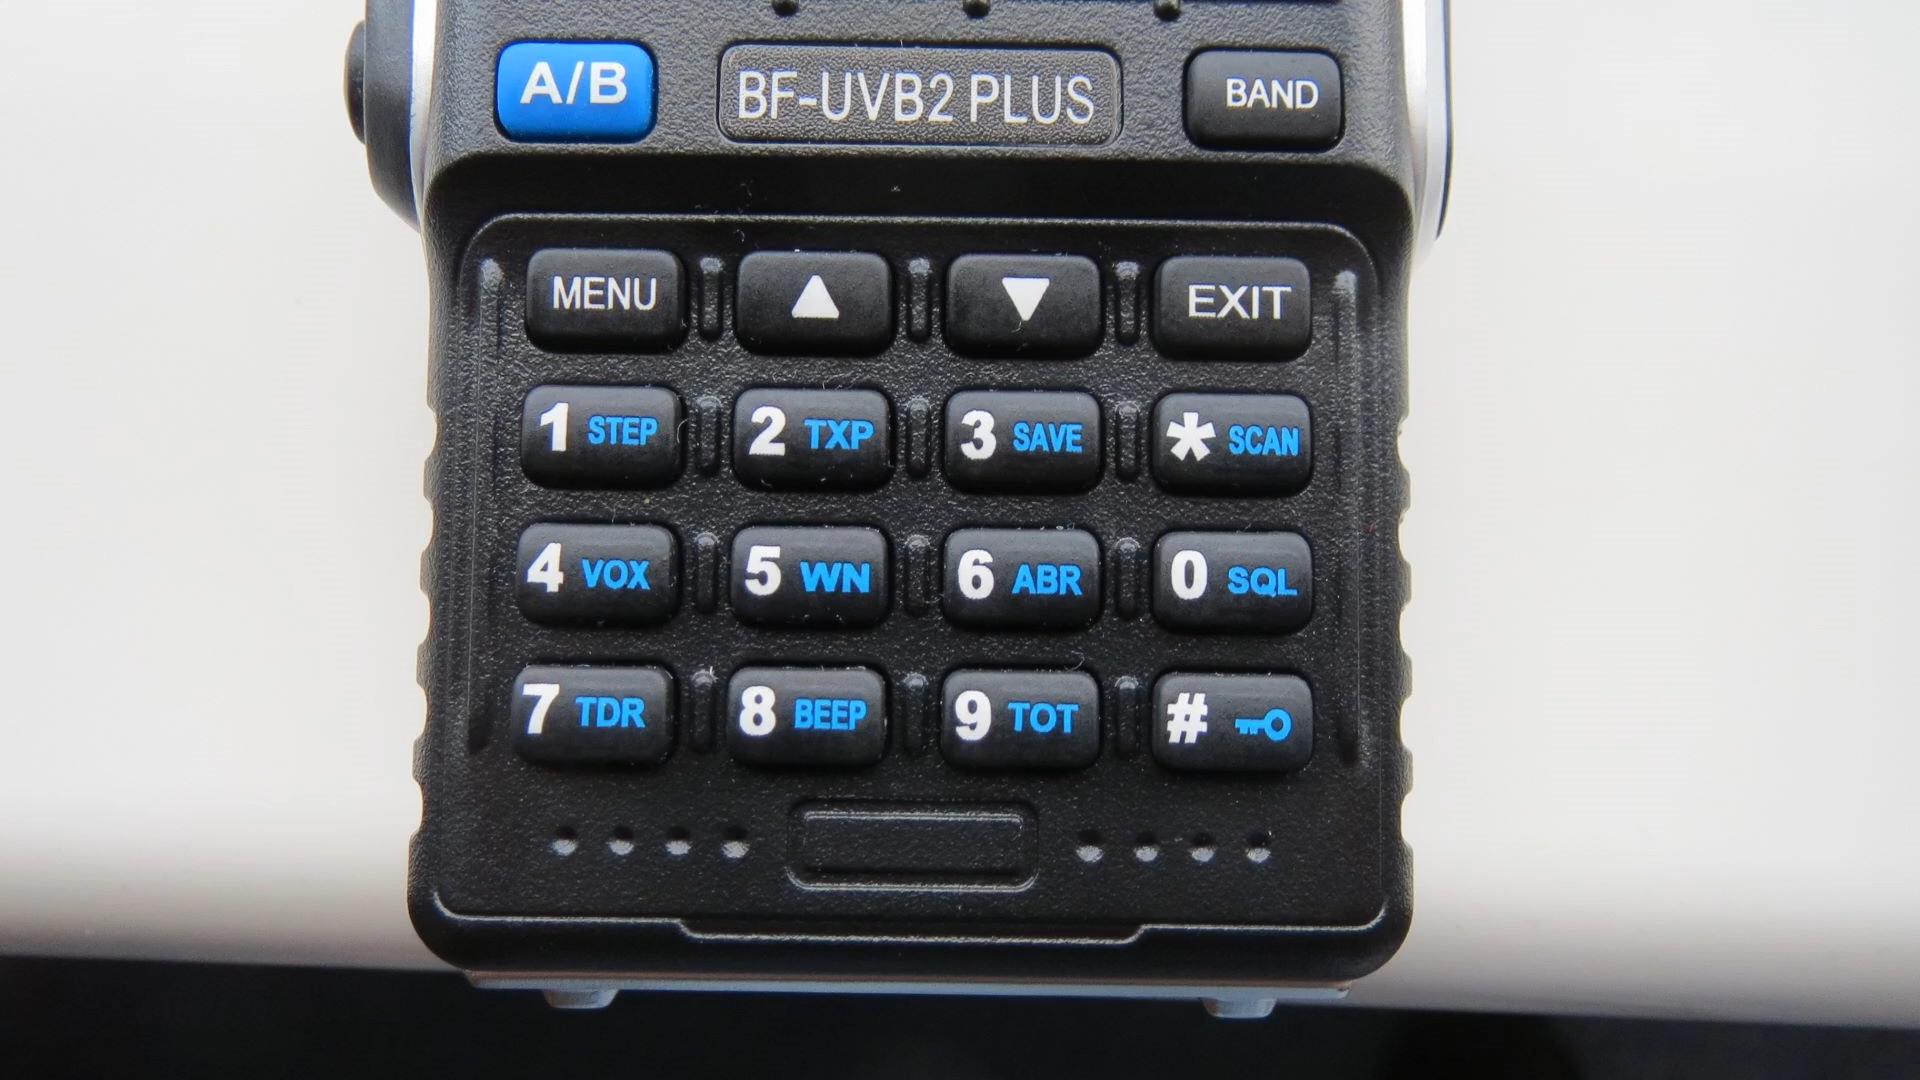 A/B BF-UVB2 PLUS BAND
MENU ▲ ▼ EXIT
1 STEP 2 TXP 3 SAVE * SCAN
4 VOX 5 WN 6 ABR 0 SQL
7 TDR 8 BEEP 9 TOT #